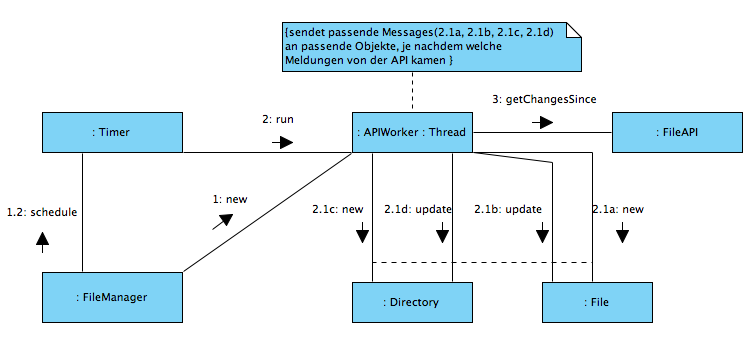 {sendet passende Messages(2.1a, 2.1b, 2.1c, 2.1d)
an passende Objekte, je nachdem welche
Meldungen von der API kamen }
3: getChangesSince
2: run
: Timer
: APIWorker : Thread
: FileAPI
1: new
1.2: schedule
2.1c: new
2.1d: update
2.1b: update
2.1a: new
: FileManager
: Directory
: File